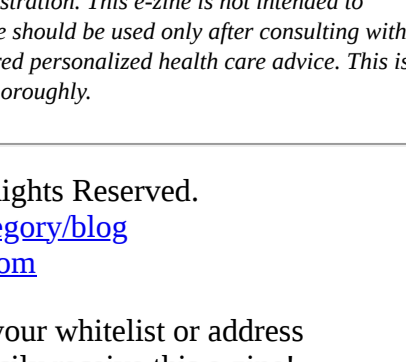 stration. This e-zine is not intended to
e should be used only after consulting with
red personalized health care advice. This is
horoughly.
ights Reserved.
egory/blog
om
your whitelist or address